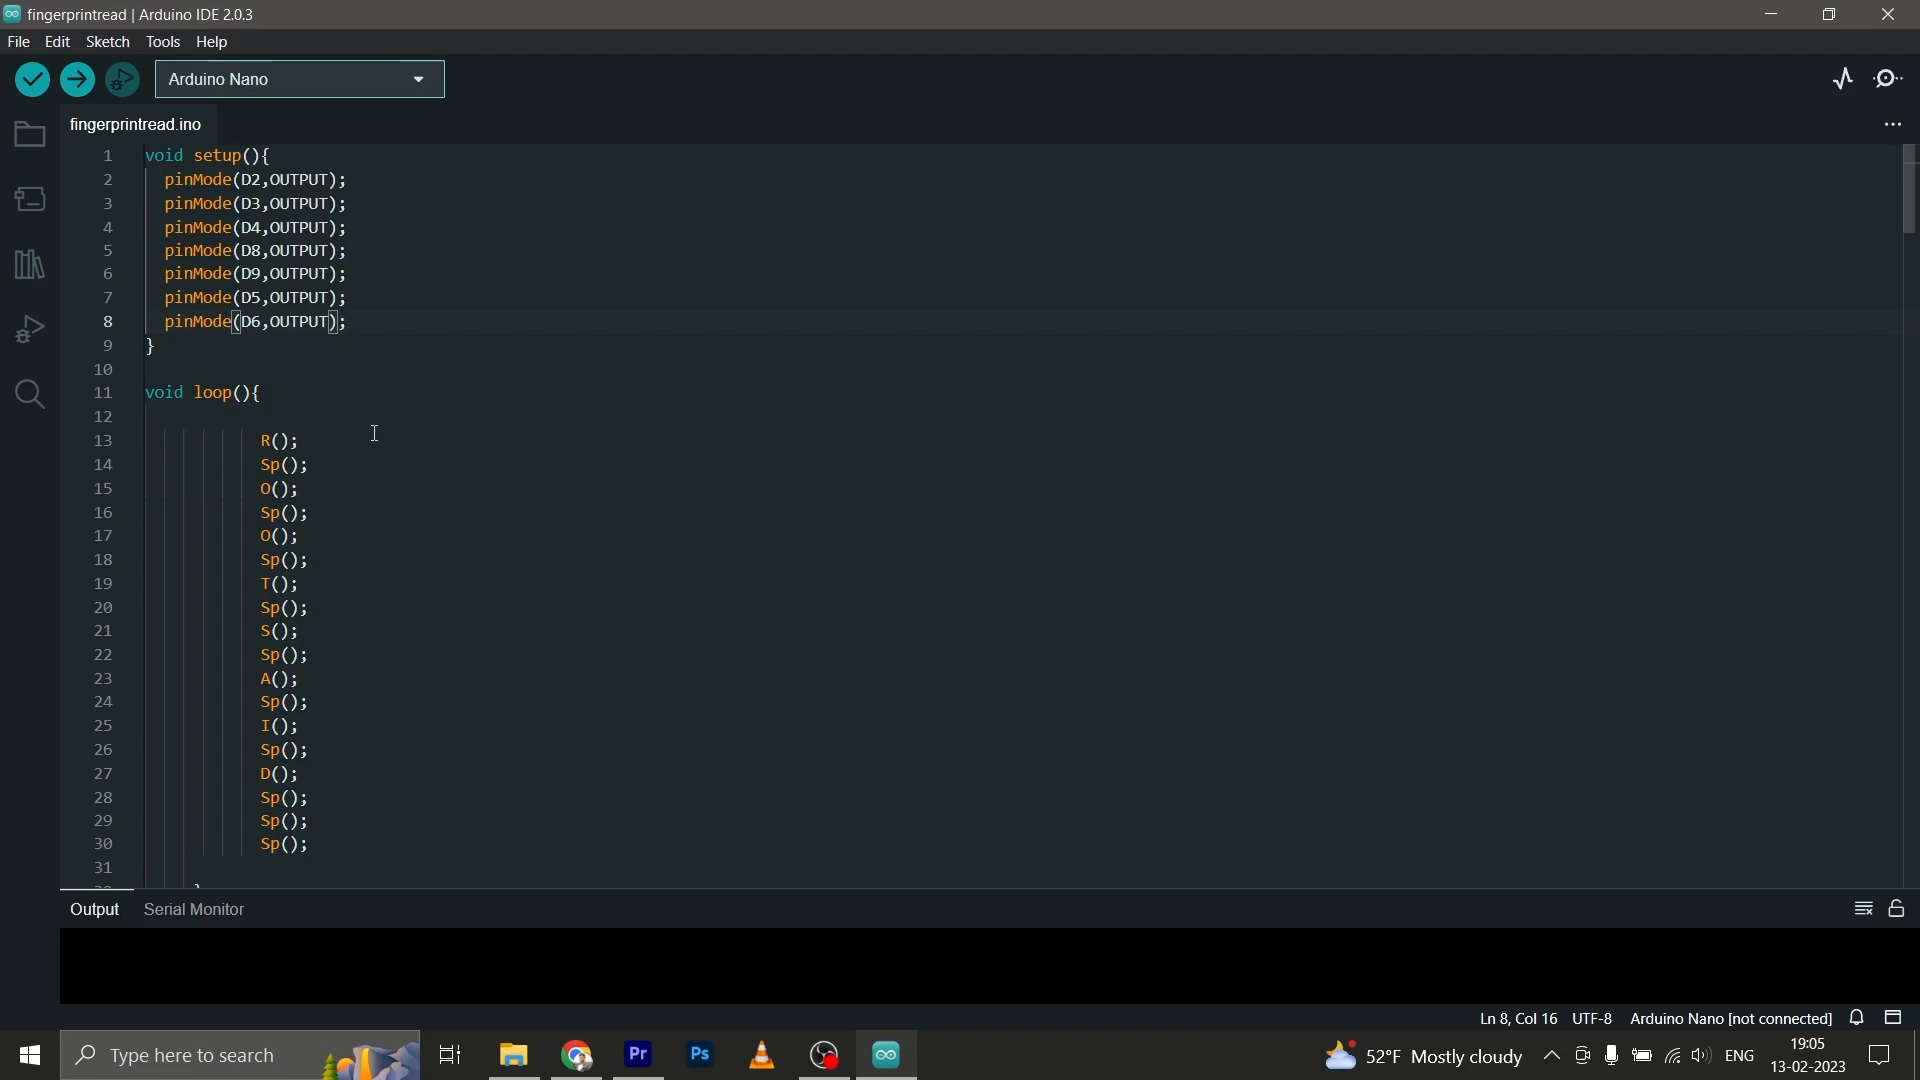 fingerprintread | Arduino IDE 2.0.3
File Edit Sketch Tools Help
Arduino Nano
fingerprintread.ino
1 void setup(){
2 pinMode(D2,OUTPUT);
3 pinMode(D3,OUTPUT);
4 pinMode(D4,OUTPUT);
5 pinMode(D8,OUTPUT);
6 pinMode(D9,OUTPUT);
7 pinMode(D5,OUTPUT);
8 pinMode(D6,OUTPUT);
9 }
10
11 void loop(){
12
13 R();
14 Sp();
15 O();
16 Sp();
17 O();
18 Sp();
19 T();
20 Sp();
21 S();
22 Sp();
23 A();
24 Sp();
25 I();
26 Sp();
27 D();
28 Sp();
29 Sp();
30 Sp();
31
Output Serial Monitor
Ln 8, Col 16 UTF-8 Arduino Nano [not connected]
Type here to search
Pr Ps
52°F Mostly cloudy
ENG
19:05
13-02-2023